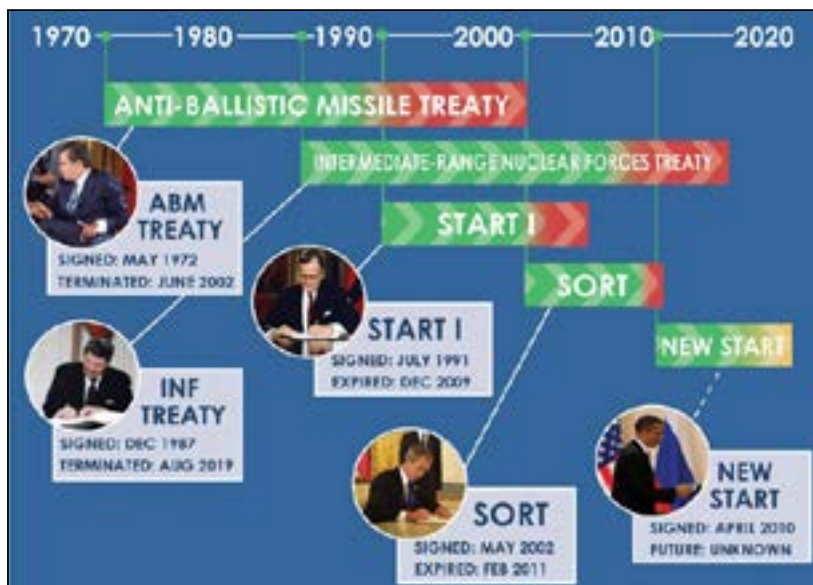 1970 1980 1990 2000 2010 2020
ANTI-BALLISTIC MISSILE TREATY
INTERMEDIATE-RANGE NUCLEAR FORCES TREATY
START I
SORT
NEW START
ABM
TREATY
SIGNED: MAY 1972
TERMINATED: JUNE 2002
START I
SIGNED: JULY 1991
EXPIRED: DEC 2009
INF
TREATY
SIGNED: DEC 1987
TERMINATED: AUG 2019
SORT
SIGNED: MAY 2002
EXPIRED: FEB 2011
NEW
START
SIGNED: APRIL 2010
FUTURE: UNKNOWN